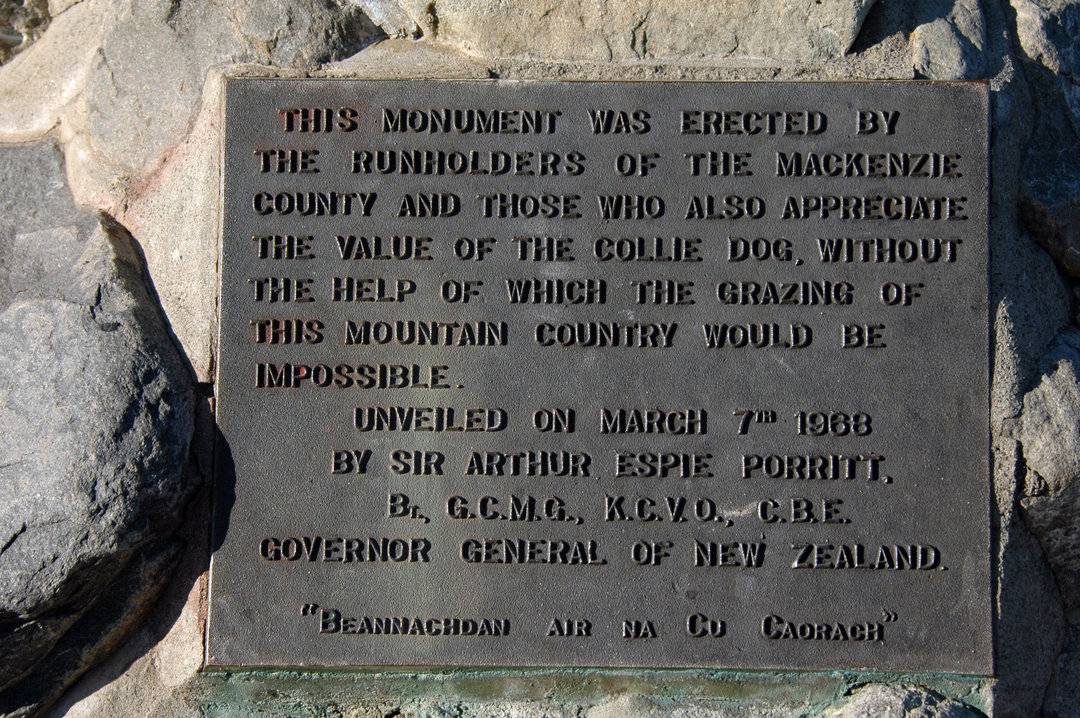 THIS MONUMENT WAS ERECTED BY
THE RUNHOLDERS OF THE MACKENZIE
COUNTY AND THOSE WHO ALSO APPRECIATE
THE VALUE OF THE COLLIE DOG, WITHOUT
THE HELP OF WHICH THE GRAZING OF
THIS MOUNTAIN COUNTRY WOULD BE
IMPOSSIBLE.
UNVEILED ON MARCH 7TH 1968
BY SIR ARTHUR ESPIE PORRITT,
BT., G.C.M.G., K.C.V.O., C.B.E.
GOVERNOR GENERAL OF NEW ZEALAND.
"BEANNACHDAN AIR NA CU CAORACH"